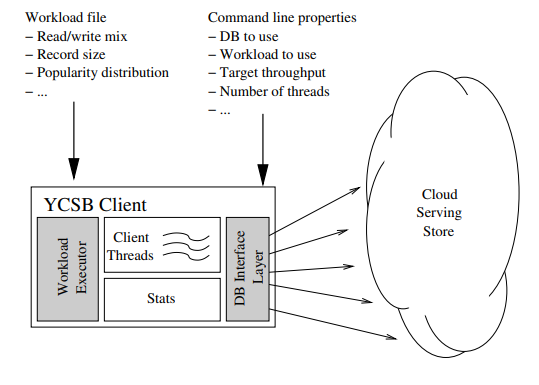 Workload file
– Read/write mix
– Record size
– Popularity distribution
– ...
Command line properties
– DB to use
– Workload to use
– Target throughput
– Number of threads
– ...
YCSB Client
Workload
Executor
Client
Threads
Stats
DB Interface
Layer
Cloud
Serving
Store